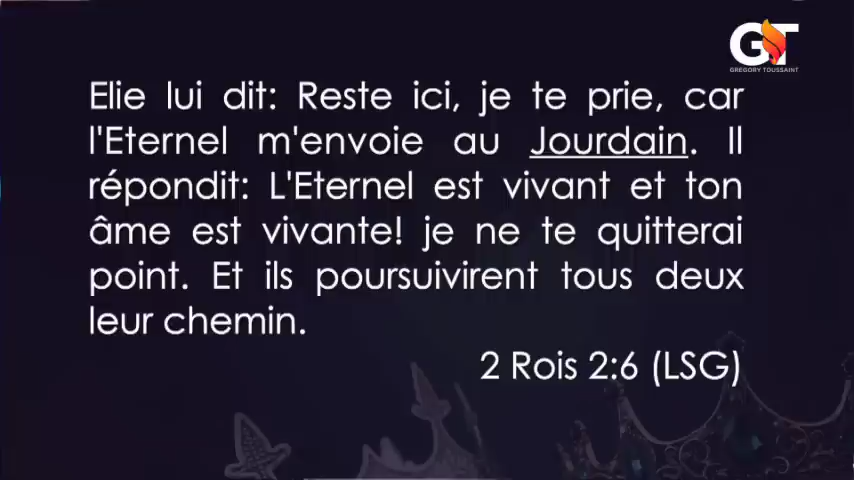 GT
GREGORY TOUSSAINT
Elie lui dit: Reste ici, je te prie, car
l'Eternel m'envoie au Jourdain. Il
répondit: L'Eternel est vivant et ton
âme est vivante! je ne te quitterai
point. Et ils poursuivirent tous deux
leur chemin.
2 Rois 2:6 (LSG)